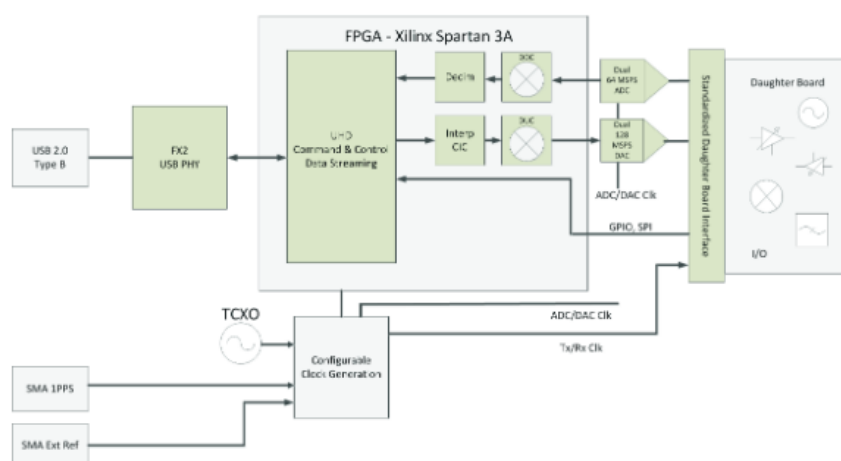 FPGA - Xilinx Spartan 3A
USB 2.0
Type B
FX2
USB PHY
UHD
Command & Control
Data Streaming
Decim
DDC
Dual
64 MSPS
ADC
Interp
CIC
DUC
Dual
128
MSPS
DAC
ADC/DAC Clk
GPIO, SPI
Standardized Daughter Board Interface
Daughter Board
I/O
TCXO
Configurable
Clock Generation
ADC/DAC Clk
Tx/Rx Clk
SMA 1PPS
SMA Ext Ref